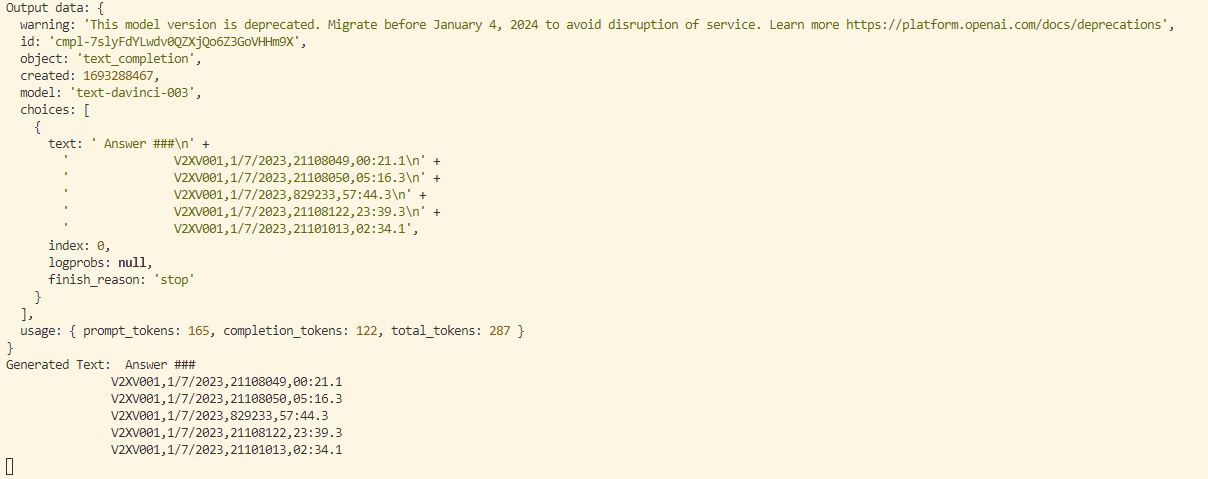 Output data: {
  warning: 'This model version is deprecated. Migrate before January 4, 2024 to avoid disruption of service. Learn more https://platform.openai.com/docs/deprecations',
  id: 'cmpl-7slyFdYLwdv0QZXjQo6Z3GoVHHm9X',
  object: 'text_completion',
  created: 1693288467,
  model: 'text-davinci-003',
  choices: [
    {
      text: ' Answer ###\n' +
        '               V2XV001,1/7/2023,21108049,00:21.1\n' +
        '               V2XV001,1/7/2023,21108050,05:16.3\n' +
        '               V2XV001,1/7/2023,829233,57:44.3\n' +
        '               V2XV001,1/7/2023,21108122,23:39.3\n' +
        '               V2XV001,1/7/2023,21101013,02:34.1',
      index: 0,
      logprobs: null,
      finish_reason: 'stop'
    }
  ],
  usage: { prompt_tokens: 165, completion_tokens: 122, total_tokens: 287 }
}
Generated Text:  Answer ###
               V2XV001,1/7/2023,21108049,00:21.1
               V2XV001,1/7/2023,21108050,05:16.3
               V2XV001,1/7/2023,829233,57:44.3
               V2XV001,1/7/2023,21108122,23:39.3
               V2XV001,1/7/2023,21101013,02:34.1